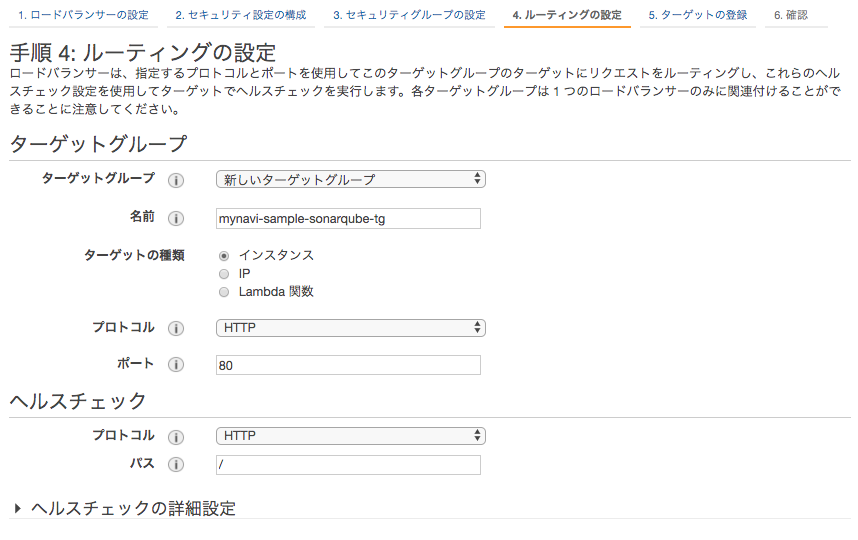 1. ロードバランサーの設定 2. セキュリティ設定の構成 3. セキュリティグループの設定 4. ルーティングの設定 5. ターゲットの登録 6. 確認
手順 4: ルーティングの設定
ロードバランサーは、指定するプロトコルとポートを使用してこのターゲットグループのターゲットにリクエストをルーティングし、これらのヘル
スチェック設定を使用してターゲットでヘルスチェックを実行します。各ターゲットグループは 1 つのロードバランサーのみに関連付けることがで
きることに注意してください。
ターゲットグループ
ターゲットグループ i 新しいターゲットグループ
名前 i mynavi-sample-sonarqube-tg
ターゲットの種類 インスタンス
IP
Lambda 関数
プロトコル i HTTP
ポート i 80
ヘルスチェック
プロトコル i HTTP
パス i /
ヘルスチェックの詳細設定